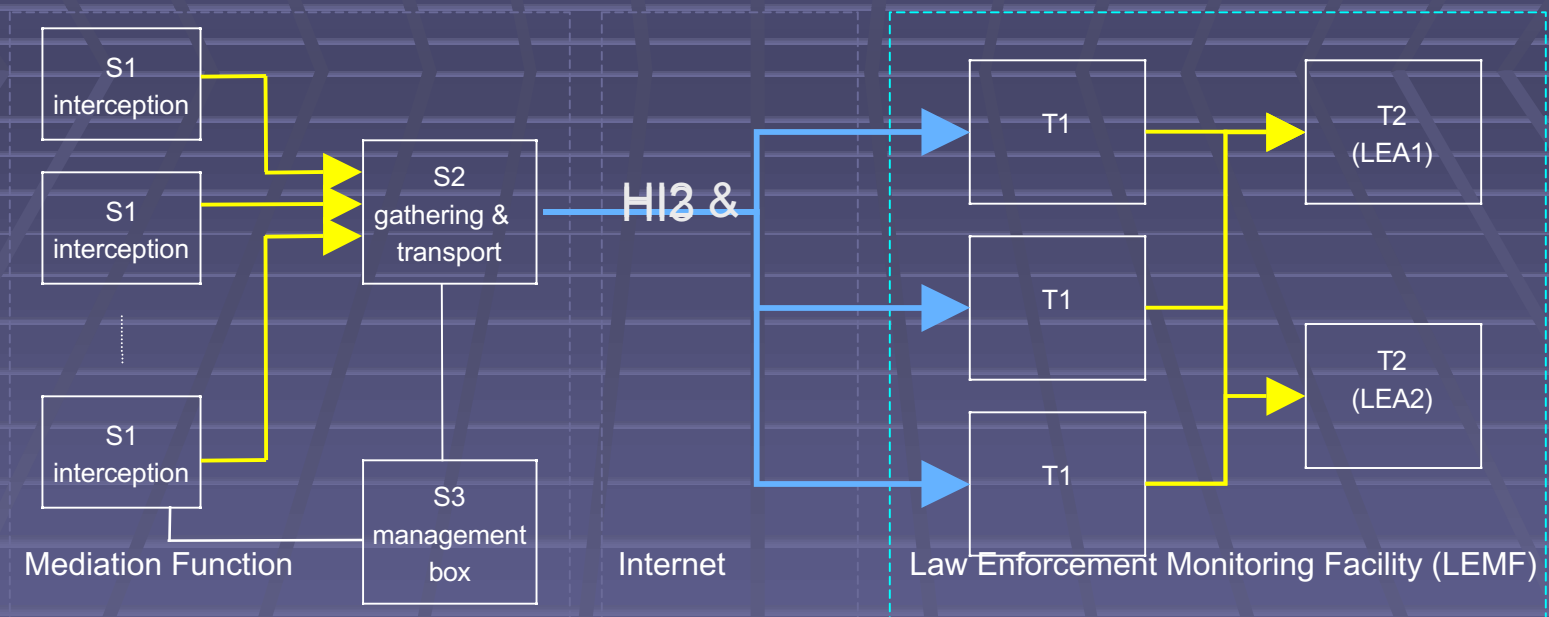 S1
interception
S1
interception
S1
interception
S2
gathering &
transport
S3
management
box
Mediation Function
&
Internet
T1
T1
T1
T2
(LEA1)
T2
(LEA2)
Law Enforcement Monitoring Facility (LEMF)